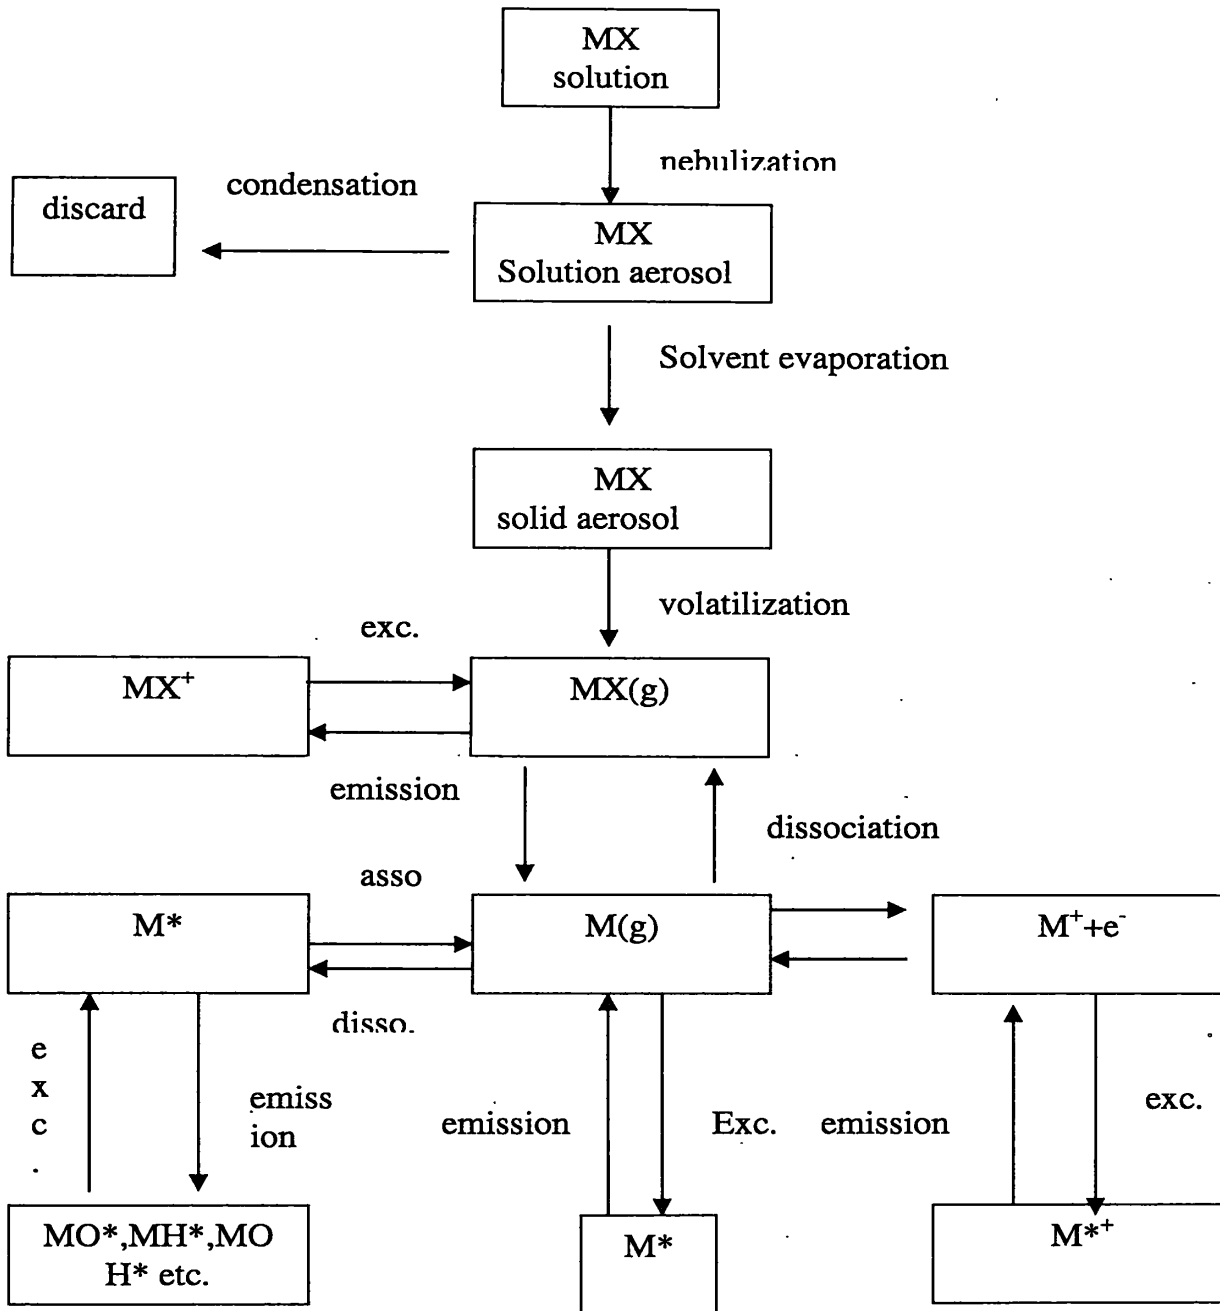 MX
solution
nebulization
condensation
discard
MX
Solution aerosol
Solvent evaporation
MX
solid aerosol
volatilization
exc.
MX⁺
MX(g)
emission
dissociation
asso
M*
M(g)
M⁺+e⁻
disso.
e
x
c
.
emiss
ion
emission
Exc.
emission
exc.
MO*,MH*,MO
H* etc.
M*
M*⁺